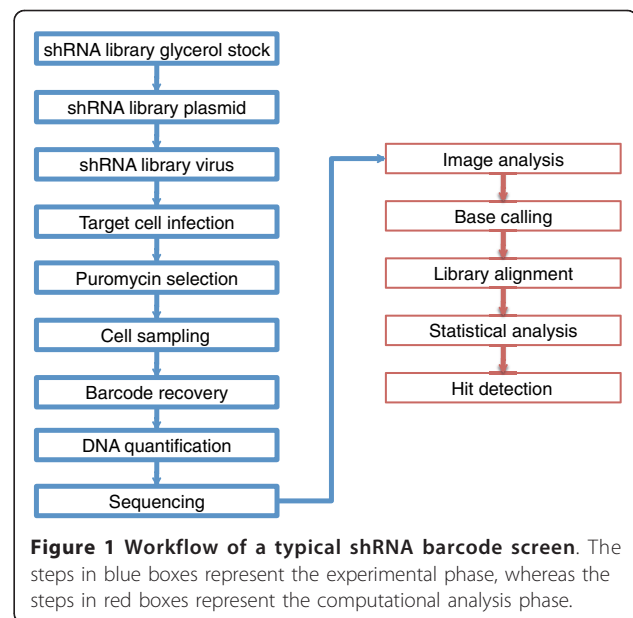 shRNA library glycerol stock
shRNA library plasmid
shRNA library virus
Target cell infection
Puromycin selection
Cell sampling
Barcode recovery
DNA quantification
Sequencing
Image analysis
Base calling
Library alignment
Statistical analysis
Hit detection
Figure 1 Workflow of a typical shRNA barcode screen. The
steps in blue boxes represent the experimental phase, whereas the
steps in red boxes represent the computational analysis phase.